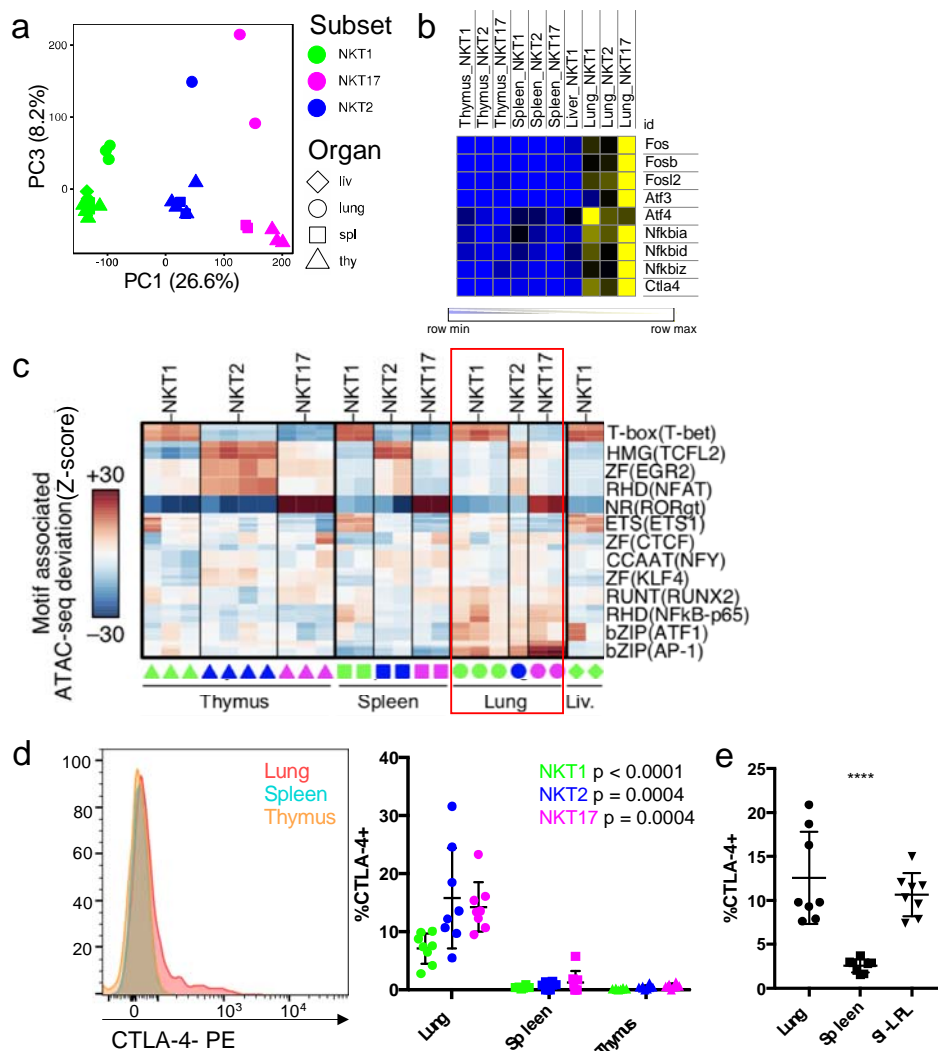 a
Subset
NKT1
NKT17
NKT2
Organ
liv
lung
spl
thy
PC3 (8.2%)
200
100
0
-100
0
100
200
PC1 (26.6%)
b
Thymus_NKT1
Thymus_NKT2
Thymus_NKT17
Spleen_NKT1
Spleen_NKT2
Spleen_NKT17
Liver_NKT1
Lung_NKT1
Lung_NKT2
Lung_NKT17
id
Fos
Fosb
Fosl2
Atf3
Atf4
Nfkbia
Nfkbid
Nfkbiz
Ctla4
row min
row max
c
NKT1
NKT2
NKT17
NKT1
NKT2
NKT17
NKT1
NKT2
NKT17
NKT1
Motif associated
ATAC-seq deviation(Z-score)
+30
−30
T-box(T-bet)
HMG(TCFL2)
ZF(EGR2)
RHD(NFAT)
NR(RORgt)
ETS(ETS1)
ZF(CTCF)
CCAAT(NFY)
ZF(KLF4)
RUNT(RUNX2)
RHD(NFkB-p65)
bZIP(ATF1)
bZIP(AP-1)
Thymus
Spleen
Lung
Liv.
d
100
80
60
40
20
0
Lung
Spleen
Thymus
0
10³
10⁴
CTLA-4- PE
%CTLA-4+
40
30
20
10
0
NKT1 p < 0.0001
NKT2 p = 0.0004
NKT17 p = 0.0004
Lung
Spleen
Thymus
e
%CTLA-4+
25
20
15
10
5
0
****
Lung
Spleen
SI-LPL